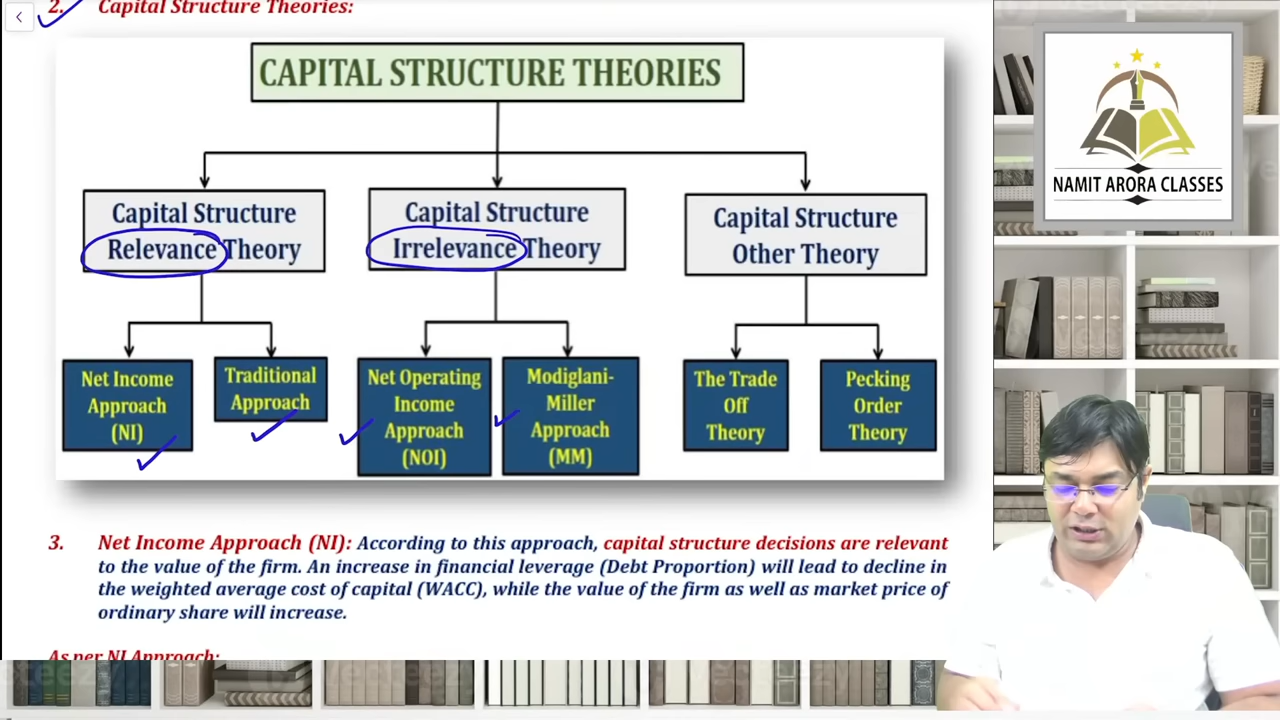 2. Capital Structure Theories:
CAPITAL STRUCTURE THEORIES
Capital Structure
Relevance Theory
Capital Structure
Irrelevance Theory
Capital Structure
Other Theory
Net Income
Approach
(NI)
Traditional
Approach
Net Operating
Income
Approach
(NOI)
Modiglani-
Miller
Approach
(MM)
The Trade
Off
Theory
Pecking
Order
Theory
3. Net Income Approach (NI): According to this approach, capital structure decisions are relevant
to the value of the firm. An increase in financial leverage (Debt Proportion) will lead to decline in
the weighted average cost of capital (WACC), while the value of the firm as well as market price of
ordinary share will increase.
As per NI Approach:
NAMIT ARORA CLASSES